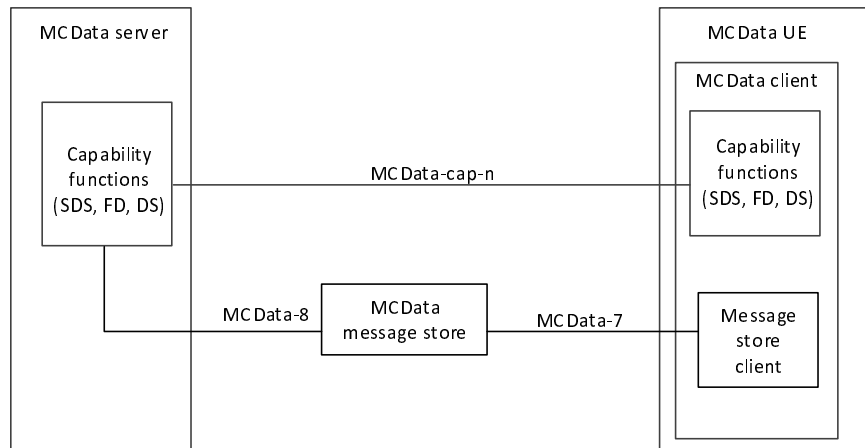 MCData server
MCData UE
MCData client
Capability
functions
(SDS, FD, DS)
MCData-cap-n
Capability
functions
(SDS, FD, DS)
MCData-8
MCData
message store
MCData-7
Message
store
client